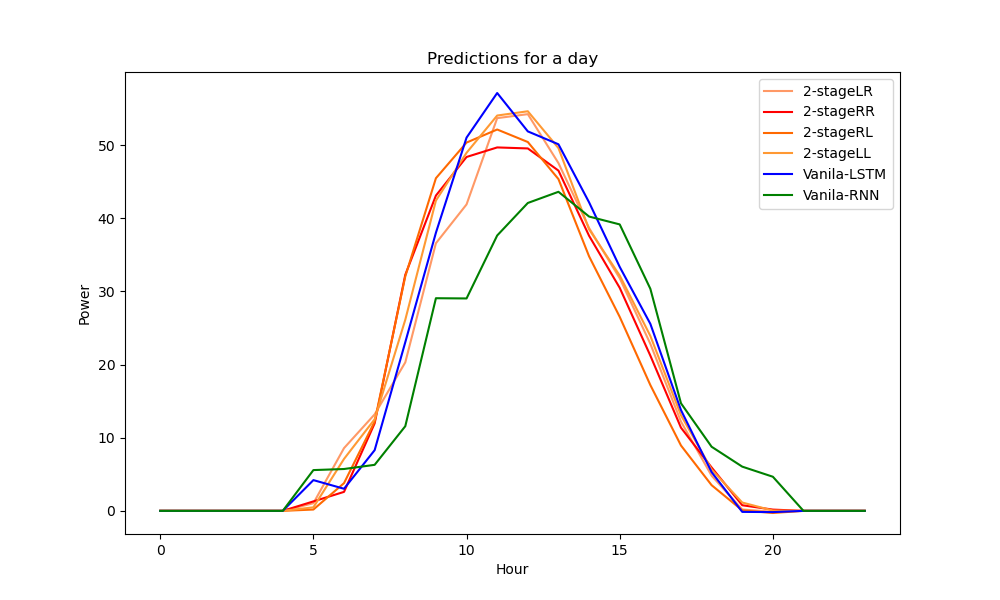 Predictions for a day
2-stageLR
2-stageRR
2-stageRL
2-stageLL
Vanila-LSTM
Vanila-RNN
Power
50
40
30
20
10
0
0 5 10 15 20
Hour